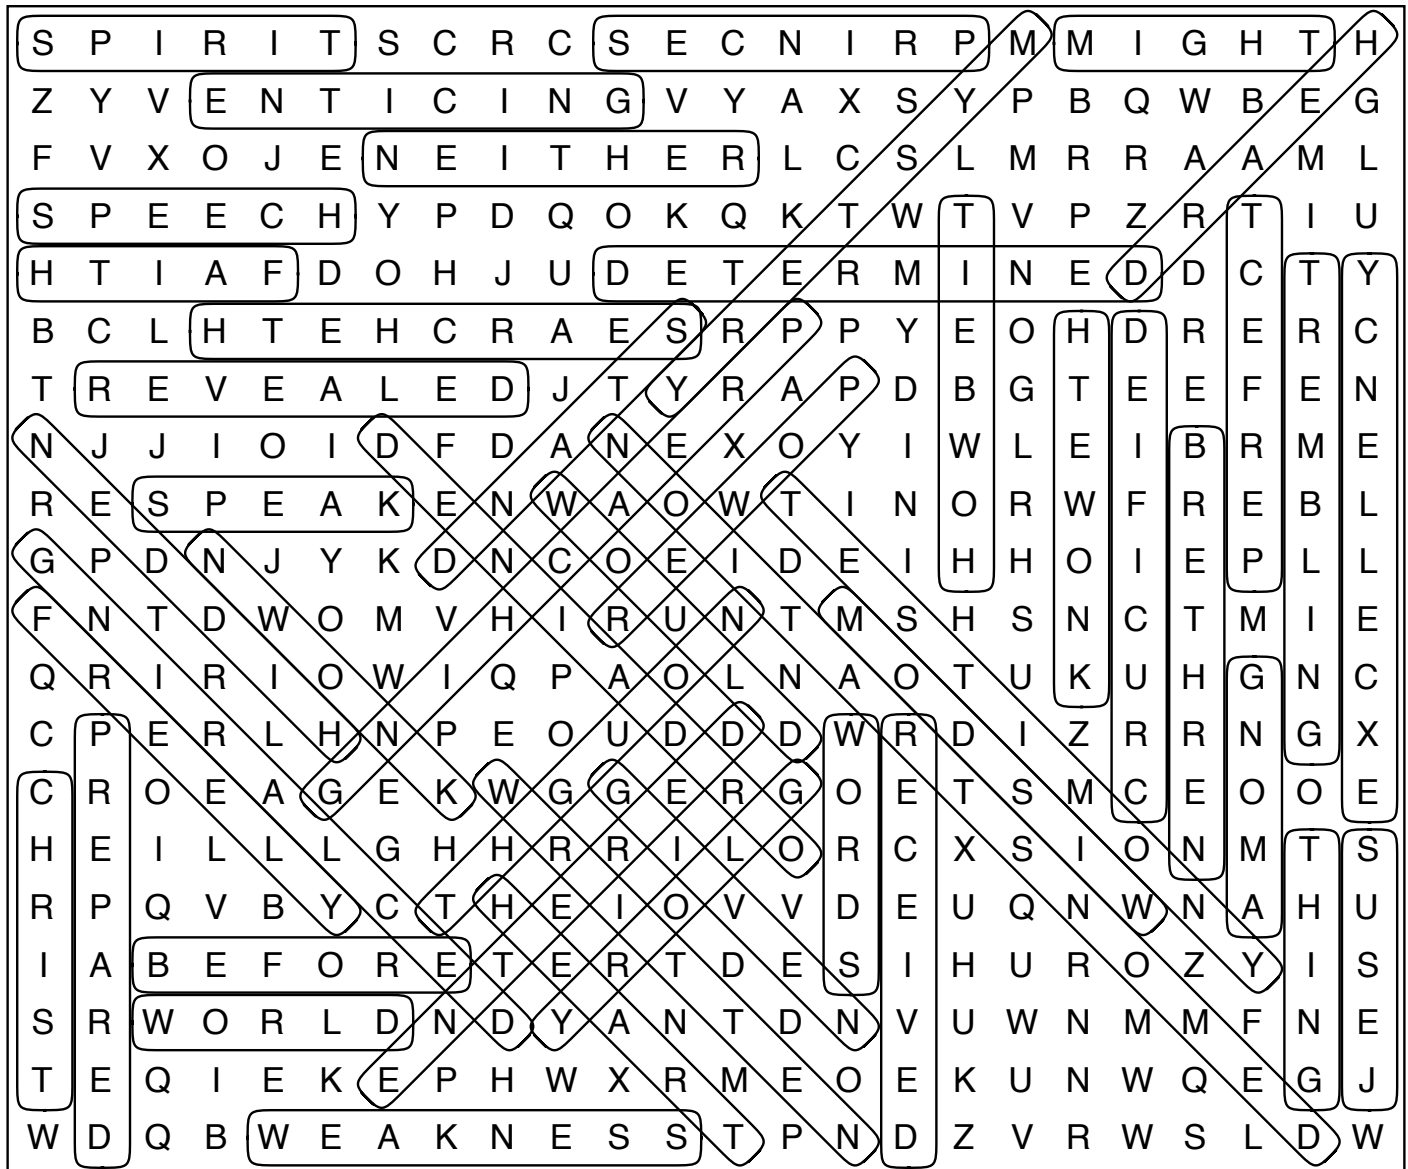 S P I R I T S C R C S E C N I R P M M I G H T H
Z Y V E N T I C I N G V Y A X S Y P B Q W B E G
F V X O J E N E I T H E R L C S L M R R A A M L
S P E E C H Y P D Q O K Q K T W T V P Z R T I U
H T I A F D O H J U D E T E R M I N E D D C T Y
B C L H T E H C R A E S R P P Y E O H D R E R C
T R E V E A L E D J T Y R A P D B G T E E F E N
N J J I O I D F D A N E X O Y I W L E I B R M E
R E S P E A K E N W A O W T I N O R W F R E B L
G P D N J Y K D N C O E I D E I H H O I E P L L
F N T D W O M V H I R U N T M S H S N C T M I E
Q R I R I O W I Q P A O L N A O T U K U H G N C
C P E R L H N P E O U D D D W R D I Z R R N G X
C R O E A G E K W G G E R G O E T S M C E O O E
H E I L L L G H H R R I L O R C X S I O N M T S
R P Q V B Y C T H E I O V V D E U Q N W N A H U
I A B E F O R E T E R T D E S I H U R O Z Y I S
S R W O R L D N D Y A N T D N V U W N M M F N E
T E Q I E K E P H W X R M E O E K U N W Q E G J
W D Q B W E A K N E S S T P N D Z V R W S L D W